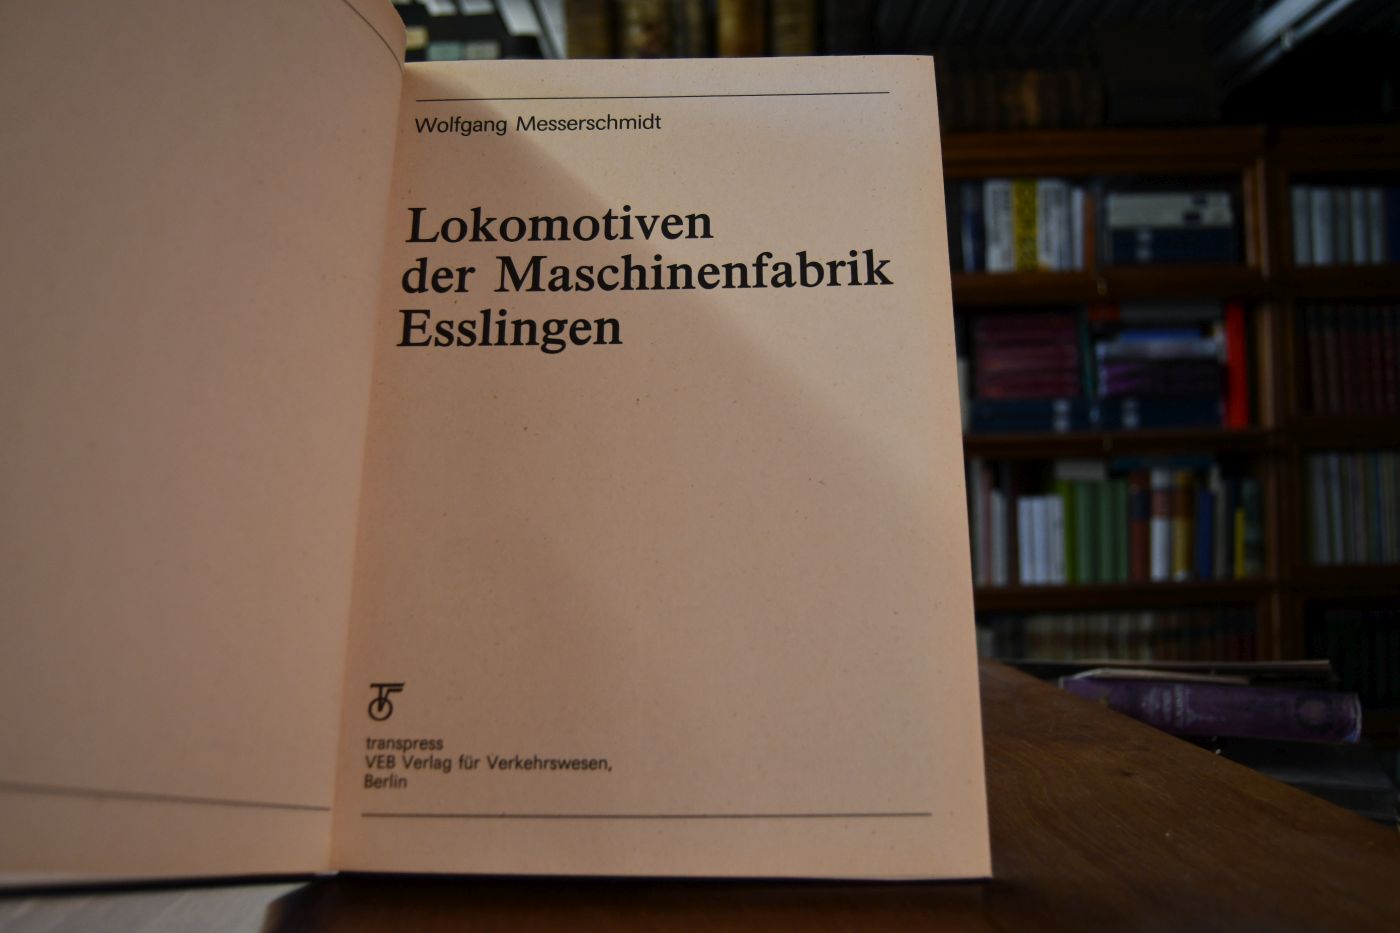 Wolfgang Messerschmidt
Lokomotiven
der Maschinenfabrik
Esslingen
transpress
VEB Verlag für Verkehrswesen,
Berlin